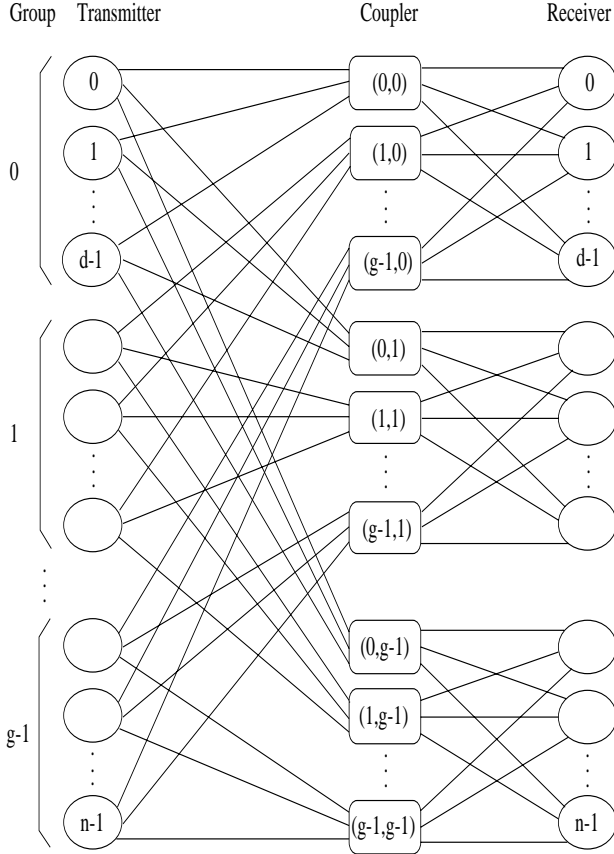 Group Transmitter Coupler Receiver
0 (0,0) 0
1 (1,0) 1
0
d-1 (g-1,0) d-1
(0,1)
1 (1,1)
(g-1,1)
(0,g-1)
g-1 (1,g-1)
n-1 (g-1,g-1) n-1